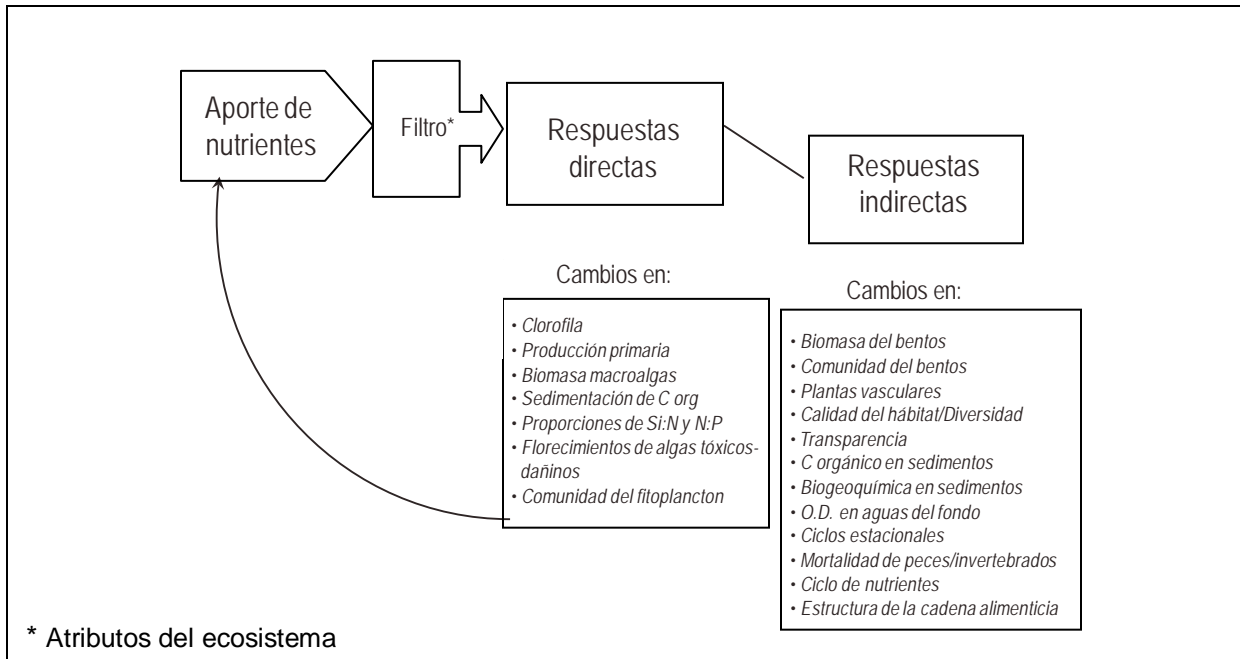 Aporte de
nutrientes
Filtro*
Respuestas
directas
Respuestas
indirectas
Cambios en:
• Clorofila
• Producción primaria
• Biomasa macroalgas
• Sedimentación de C org
• Proporciones de Si:N y N:P
• Florecimientos de algas tóxicos-
dañinos
• Comunidad del fitoplancton
Cambios en:
• Biomasa del bentos
• Comunidad del bentos
• Plantas vasculares
• Calidad del hábitat/Diversidad
• Transparencia
• C orgánico en sedimentos
• Biogeoquímica en sedimentos
• O.D. en aguas del fondo
• Ciclos estacionales
• Mortalidad de peces/invertebrados
• Ciclo de nutrientes
• Estructura de la cadena alimenticia
* Atributos del ecosistema